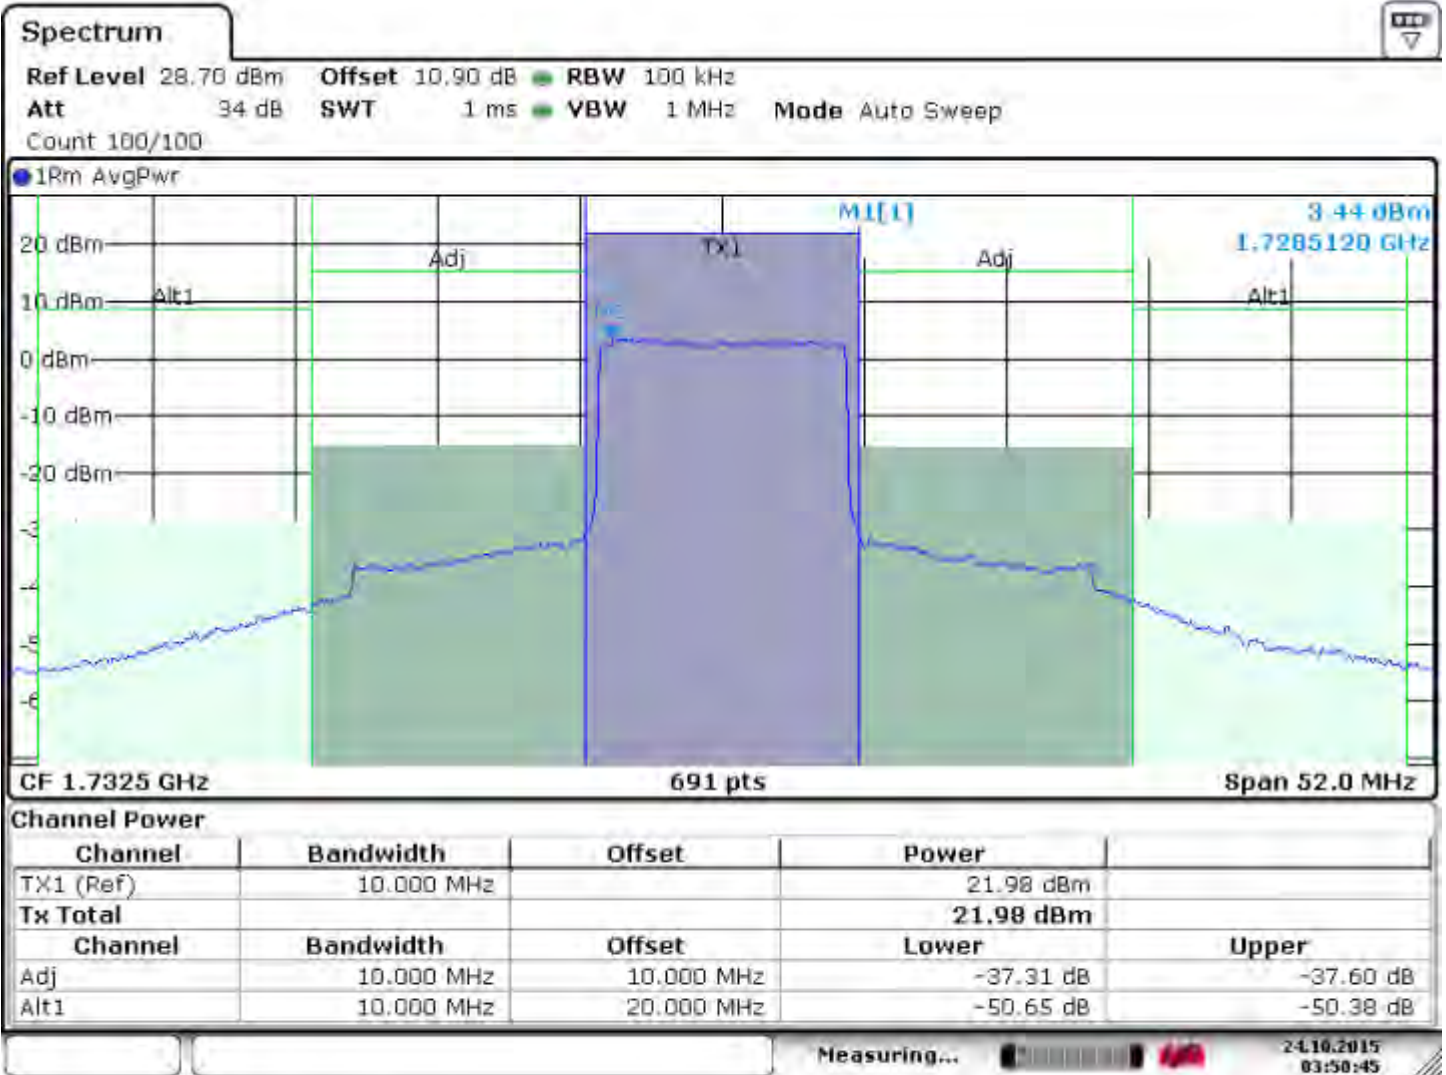 Spectrum
Ref Level 28.70 dBm Offset 10.90 dB RBW 100 kHz
Att 34 dB SWT 1 ms VBW 1 MHz Mode Auto Sweep
Count 100/100
1Rm AvgPwr
M1[1] 3.44 dBm
1.7285120 GHz
20 dBm
Adj TX1 Adj
10 dBm Alt1 Alt1
0 dBm
-10 dBm
-20 dBm
-3
-4
-5
-6
CF 1.7325 GHz 691 pts Span 52.0 MHz
Channel Power
Channel Bandwidth Offset Power
TX1 (Ref) 10.000 MHz 21.98 dBm
Tx Total 21.98 dBm
Channel Bandwidth Offset Lower Upper
Adj 10.000 MHz 10.000 MHz -37.31 dB -37.60 dB
Alt1 10.000 MHz 20.000 MHz -50.65 dB -50.38 dB
Measuring... 24.10.2015
03:50:45